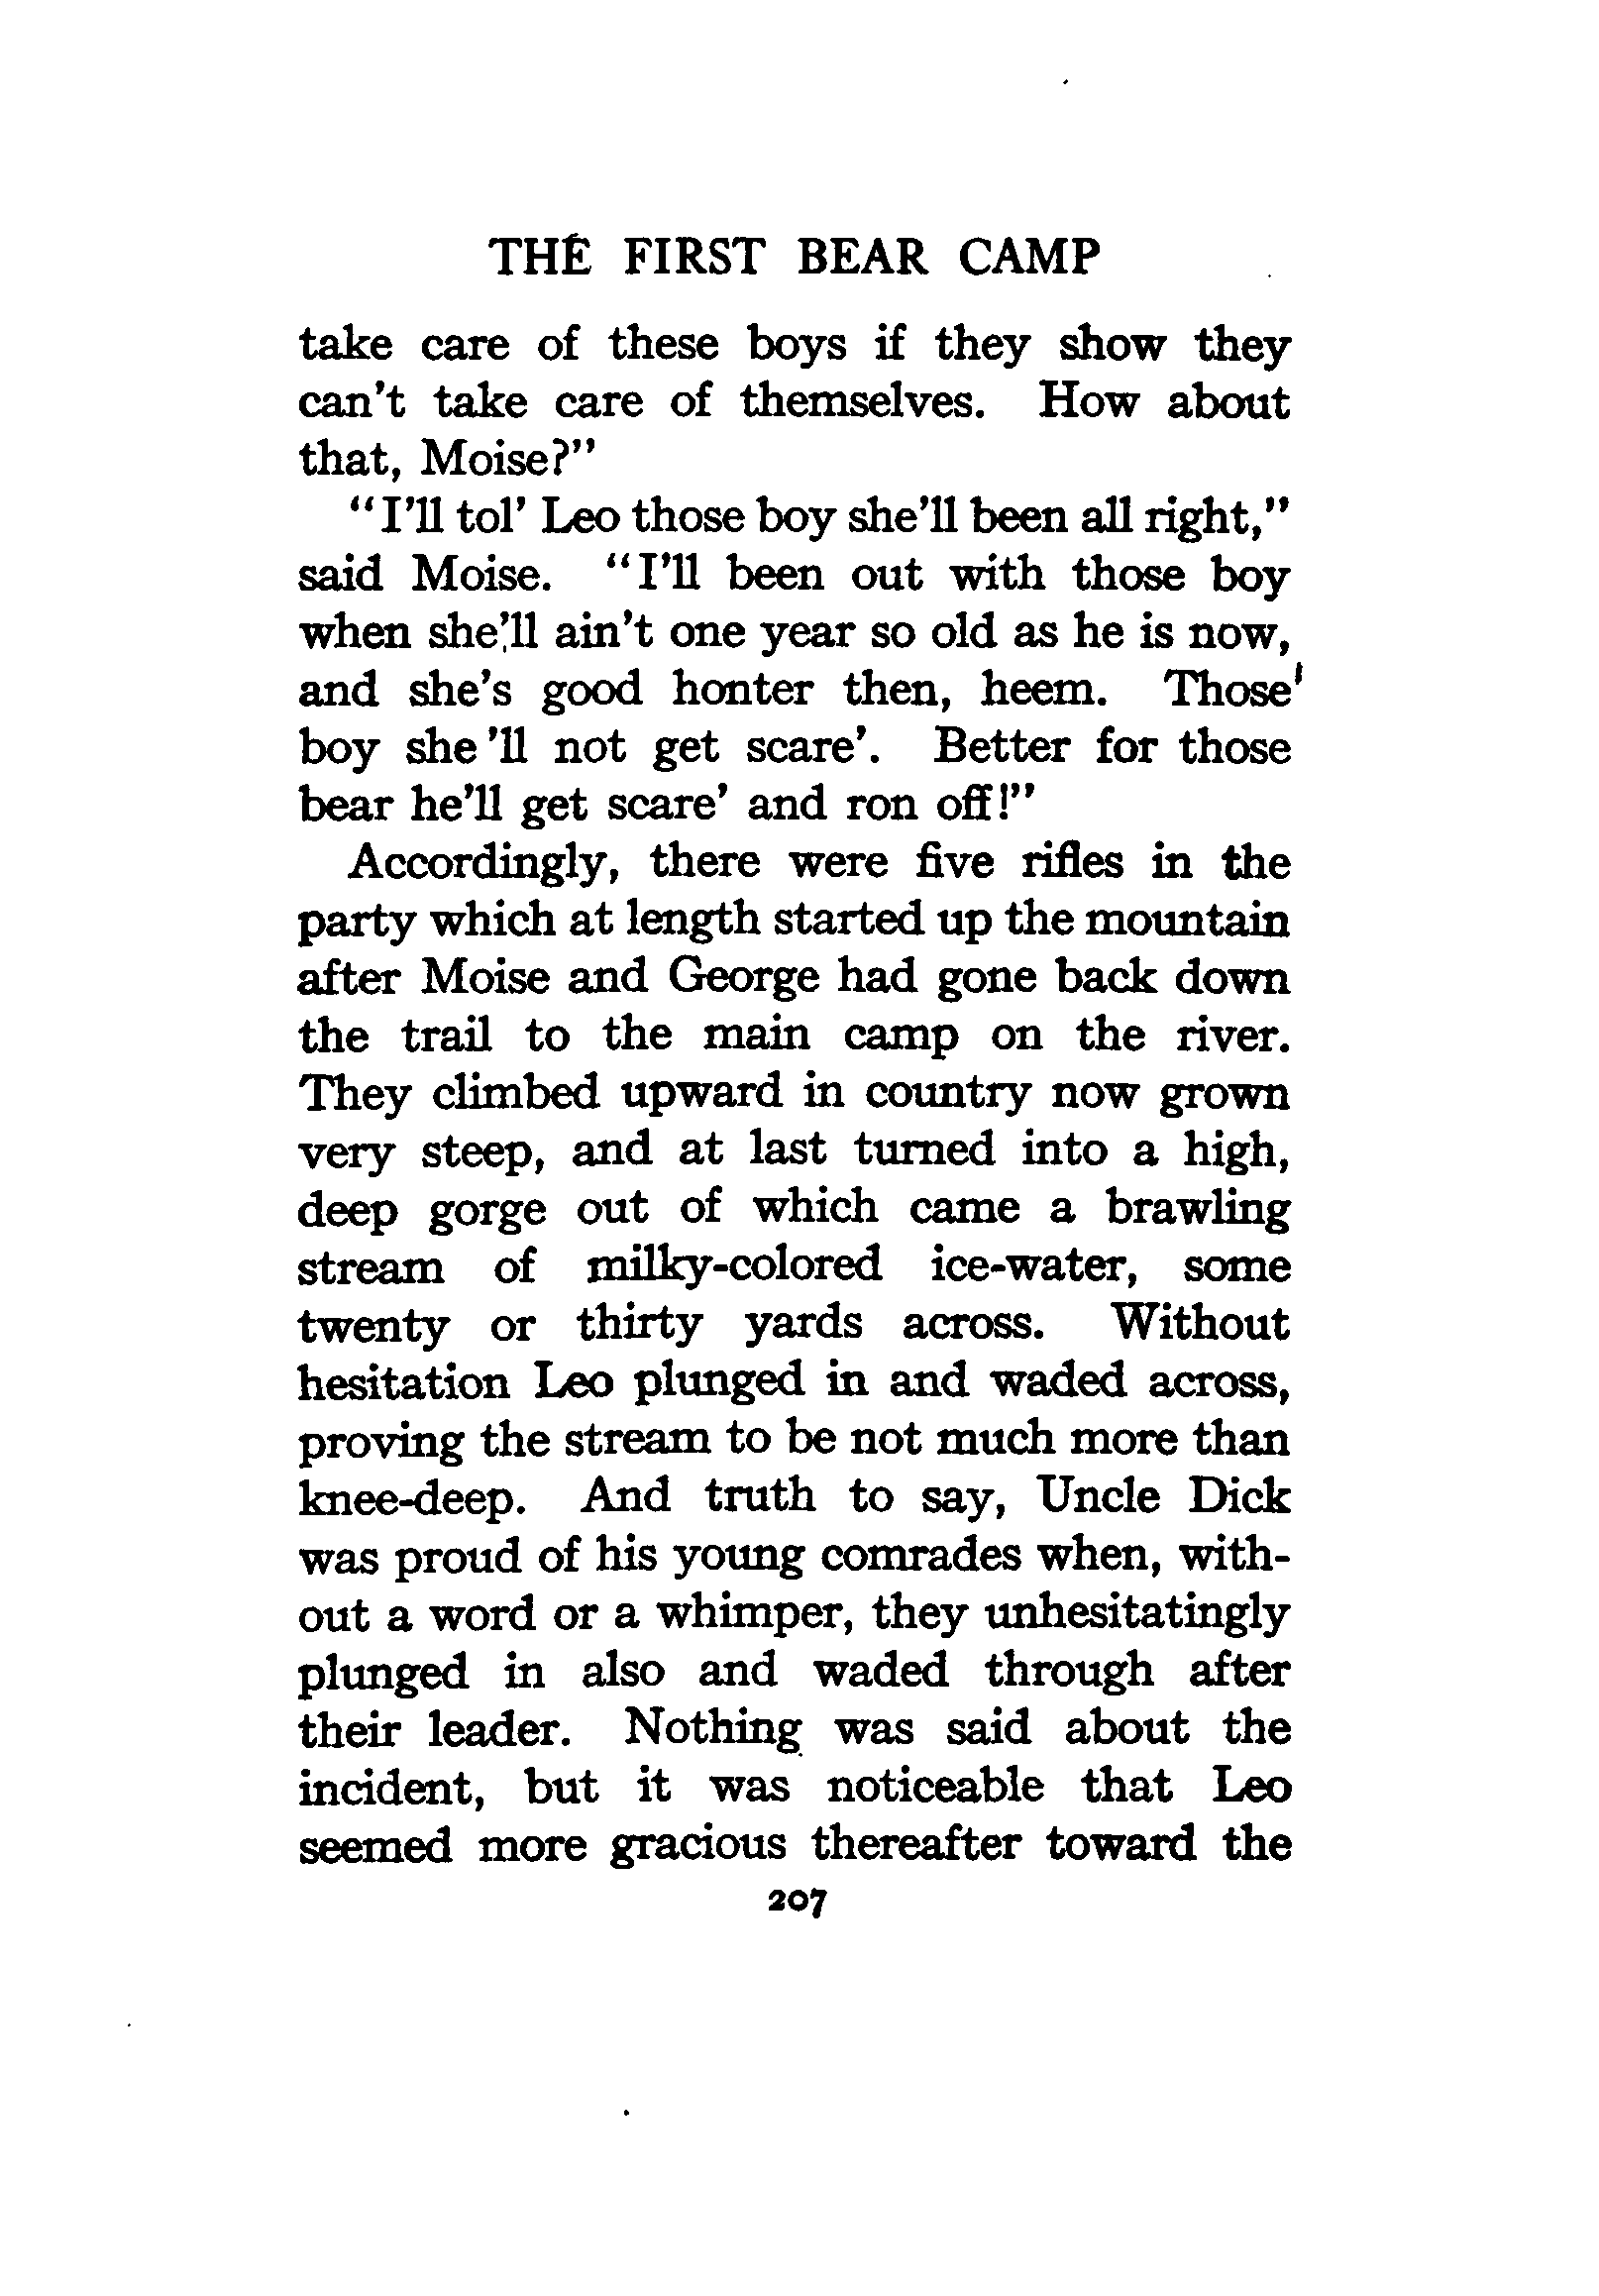 THE FIRST BEAR CAMP
take care of these boys if they show they
can't take care of themselves. How about
that, Moise?"
"I'll tol' Leo those boy she'll been all right,"
said Moise. "I'll been out with those boy
when she'll ain't one year so old as he is now,
and she's good honter then, heem. Those
boy she'll not get scare'. Better for those
bear he'll get scare' and ron off!"
Accordingly, there were five rifles in the
party which at length started up the mountain
after Moise and George had gone back down
the trail to the main camp on the river.
They climbed upward in country now grown
very steep, and at last turned into a high,
deep gorge out of which came a brawling
stream of milky-colored ice-water, some
twenty or thirty yards across. Without
hesitation Leo plunged in and waded across,
proving the stream to be not much more than
knee-deep. And truth to say, Uncle Dick
was proud of his young comrades when, with-
out a word or a whimper, they unhesitatingly
plunged in also and waded through after
their leader. Nothing was said about the
incident, but it was noticeable that Leo
seemed more gracious thereafter toward the
207